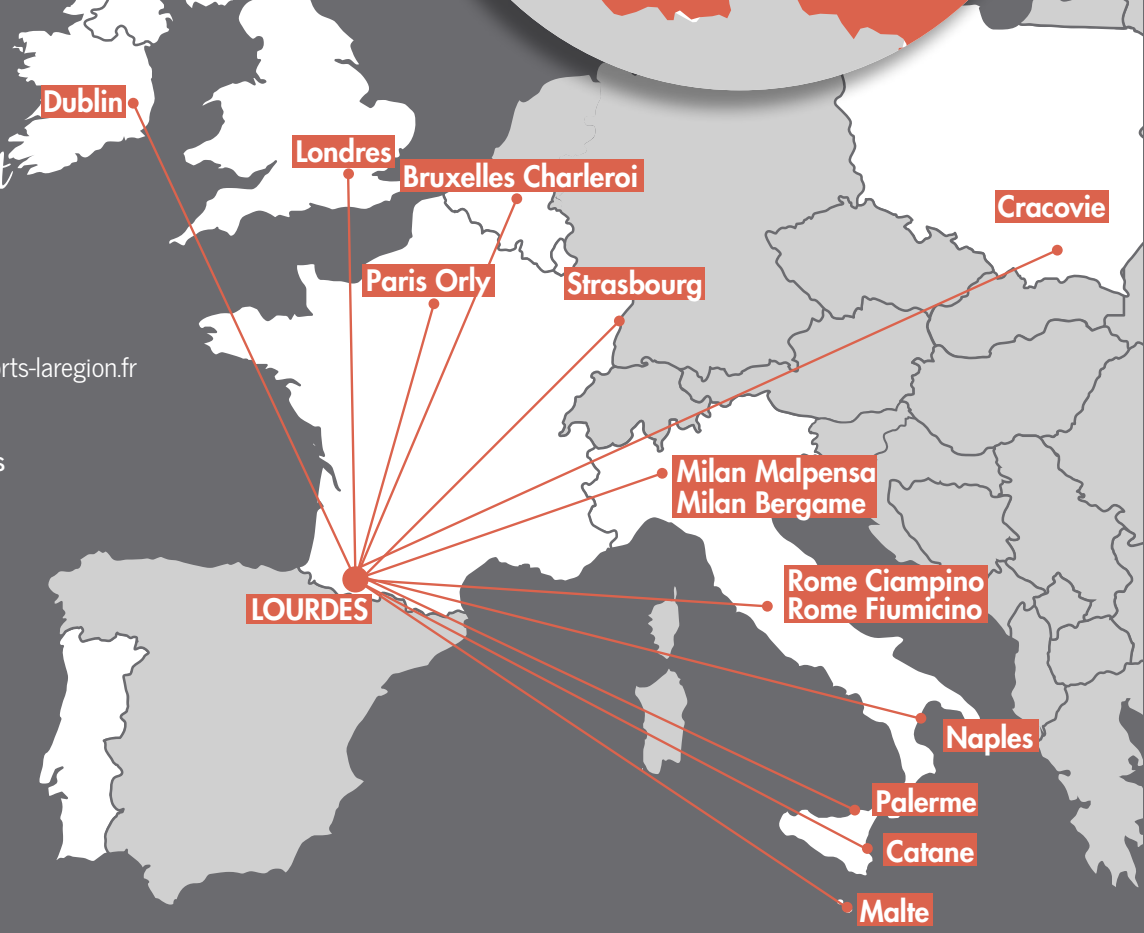 Dublin
Londres
Bruxelles Charleroi
Cracovie
Paris Orly
Strasbourg
rts-laregion.fr
s
Milan Malpensa
Milan Bergame
Rome Ciampino
Rome Fiumicino
LOURDES
Naples
Palerme
Catane
Malte